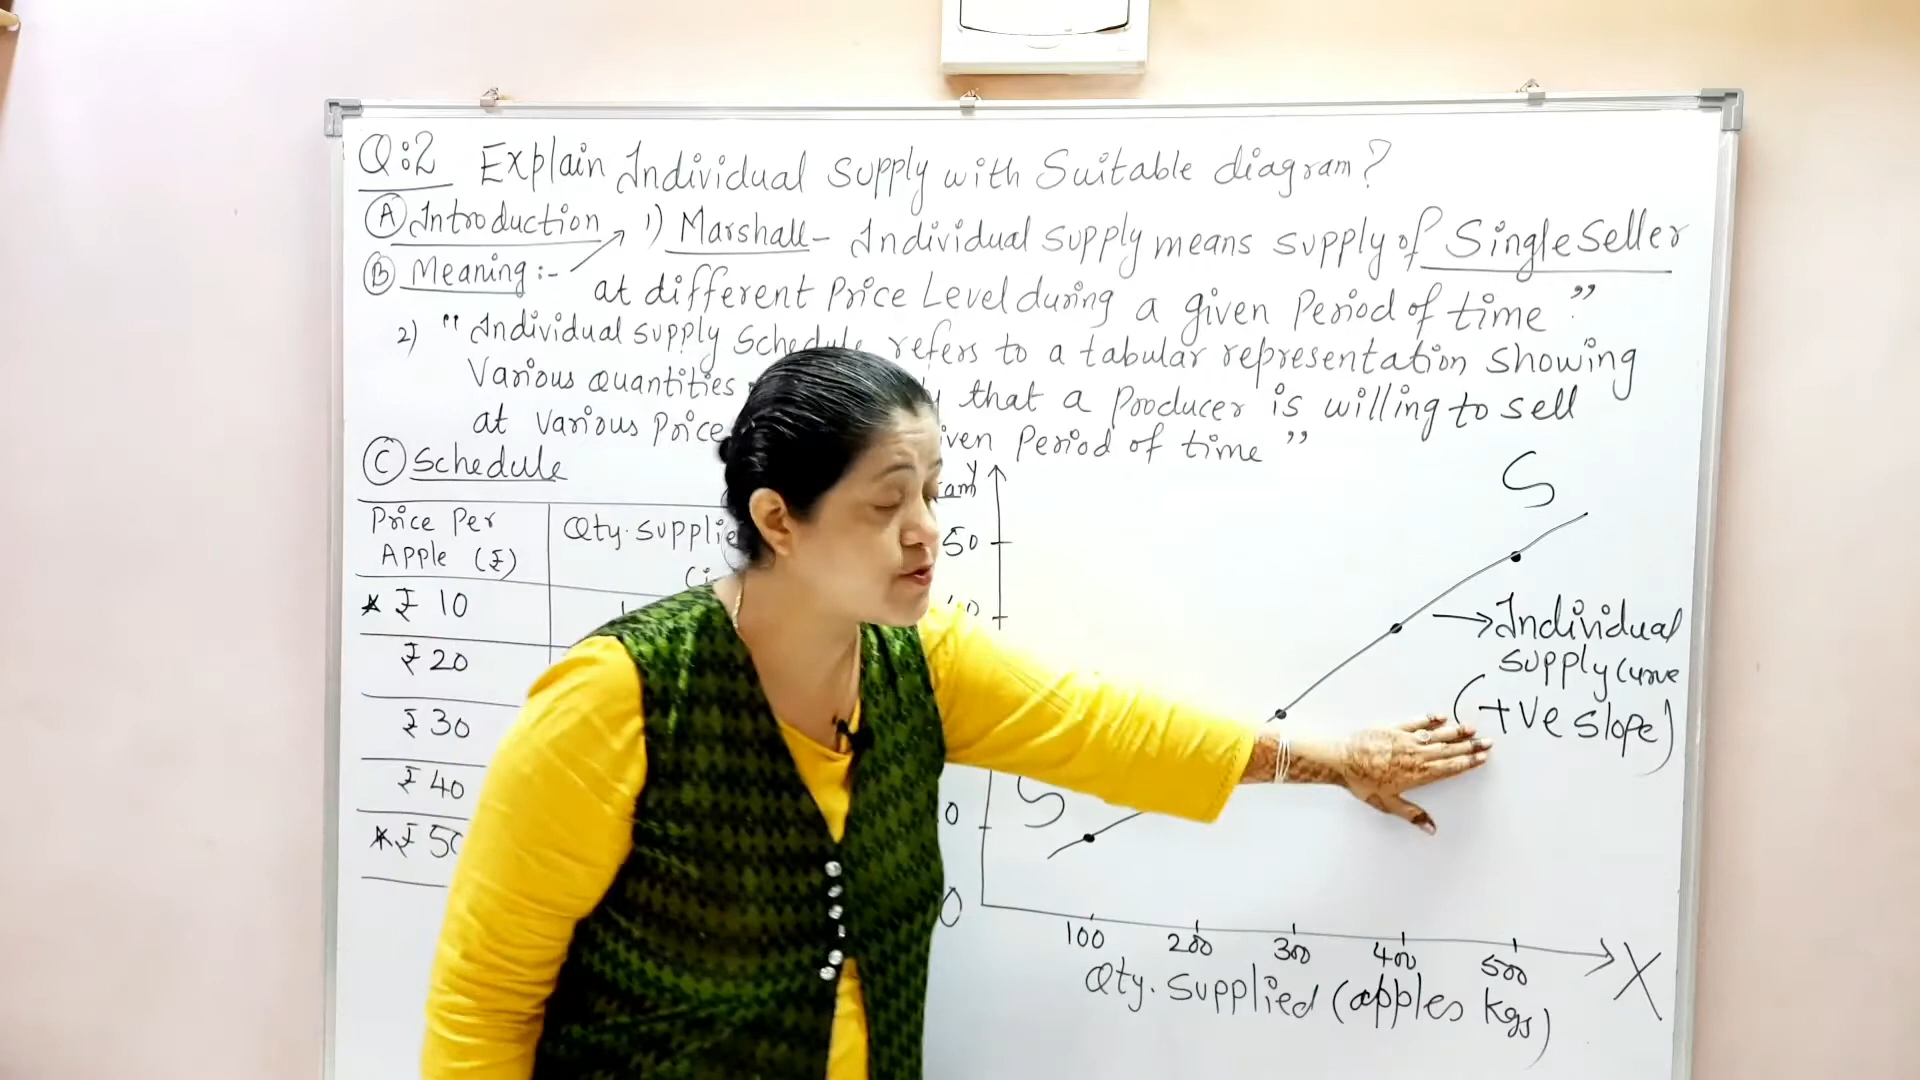 Q:2 Explain Individual supply with Suitable diagram?
(A) Introduction
1) Marshall - Individual supply means supply of Single Seller
(B) Meaning :-
at different Price Level during a given Period of time"
2) "Individual supply Schedule refers to a tabular representation showing
Various quantities that a Producer is willing to sell
at various Price Period of time"
(C) Schedule
Price Per
Apple (₹)
Qty. supplie
* ₹ 10
₹ 20
₹ 30
₹ 40
* ₹ 50
Y
50
S
S
→ Individual
supply curve
(+ve slope)
0
100 200 300 400 500
X
Qty. Supplied (apples kgs)